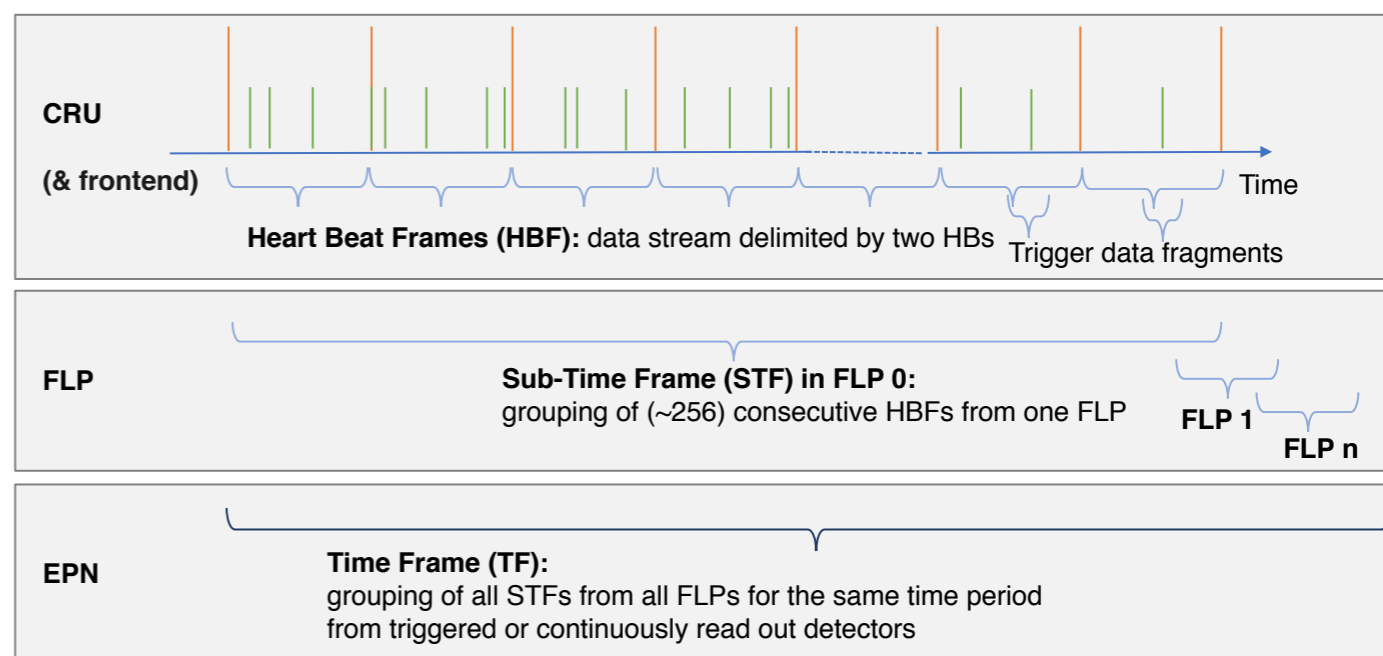 CRU
(& frontend)
Time
Heart Beat Frames (HBF): data stream delimited by two HBs
Trigger data fragments
FLP
Sub-Time Frame (STF) in FLP 0:
grouping of (~256) consecutive HBFs from one FLP
FLP 1
FLP n
EPN
Time Frame (TF):
grouping of all STFs from all FLPs for the same time period
from triggered or continuously read out detectors